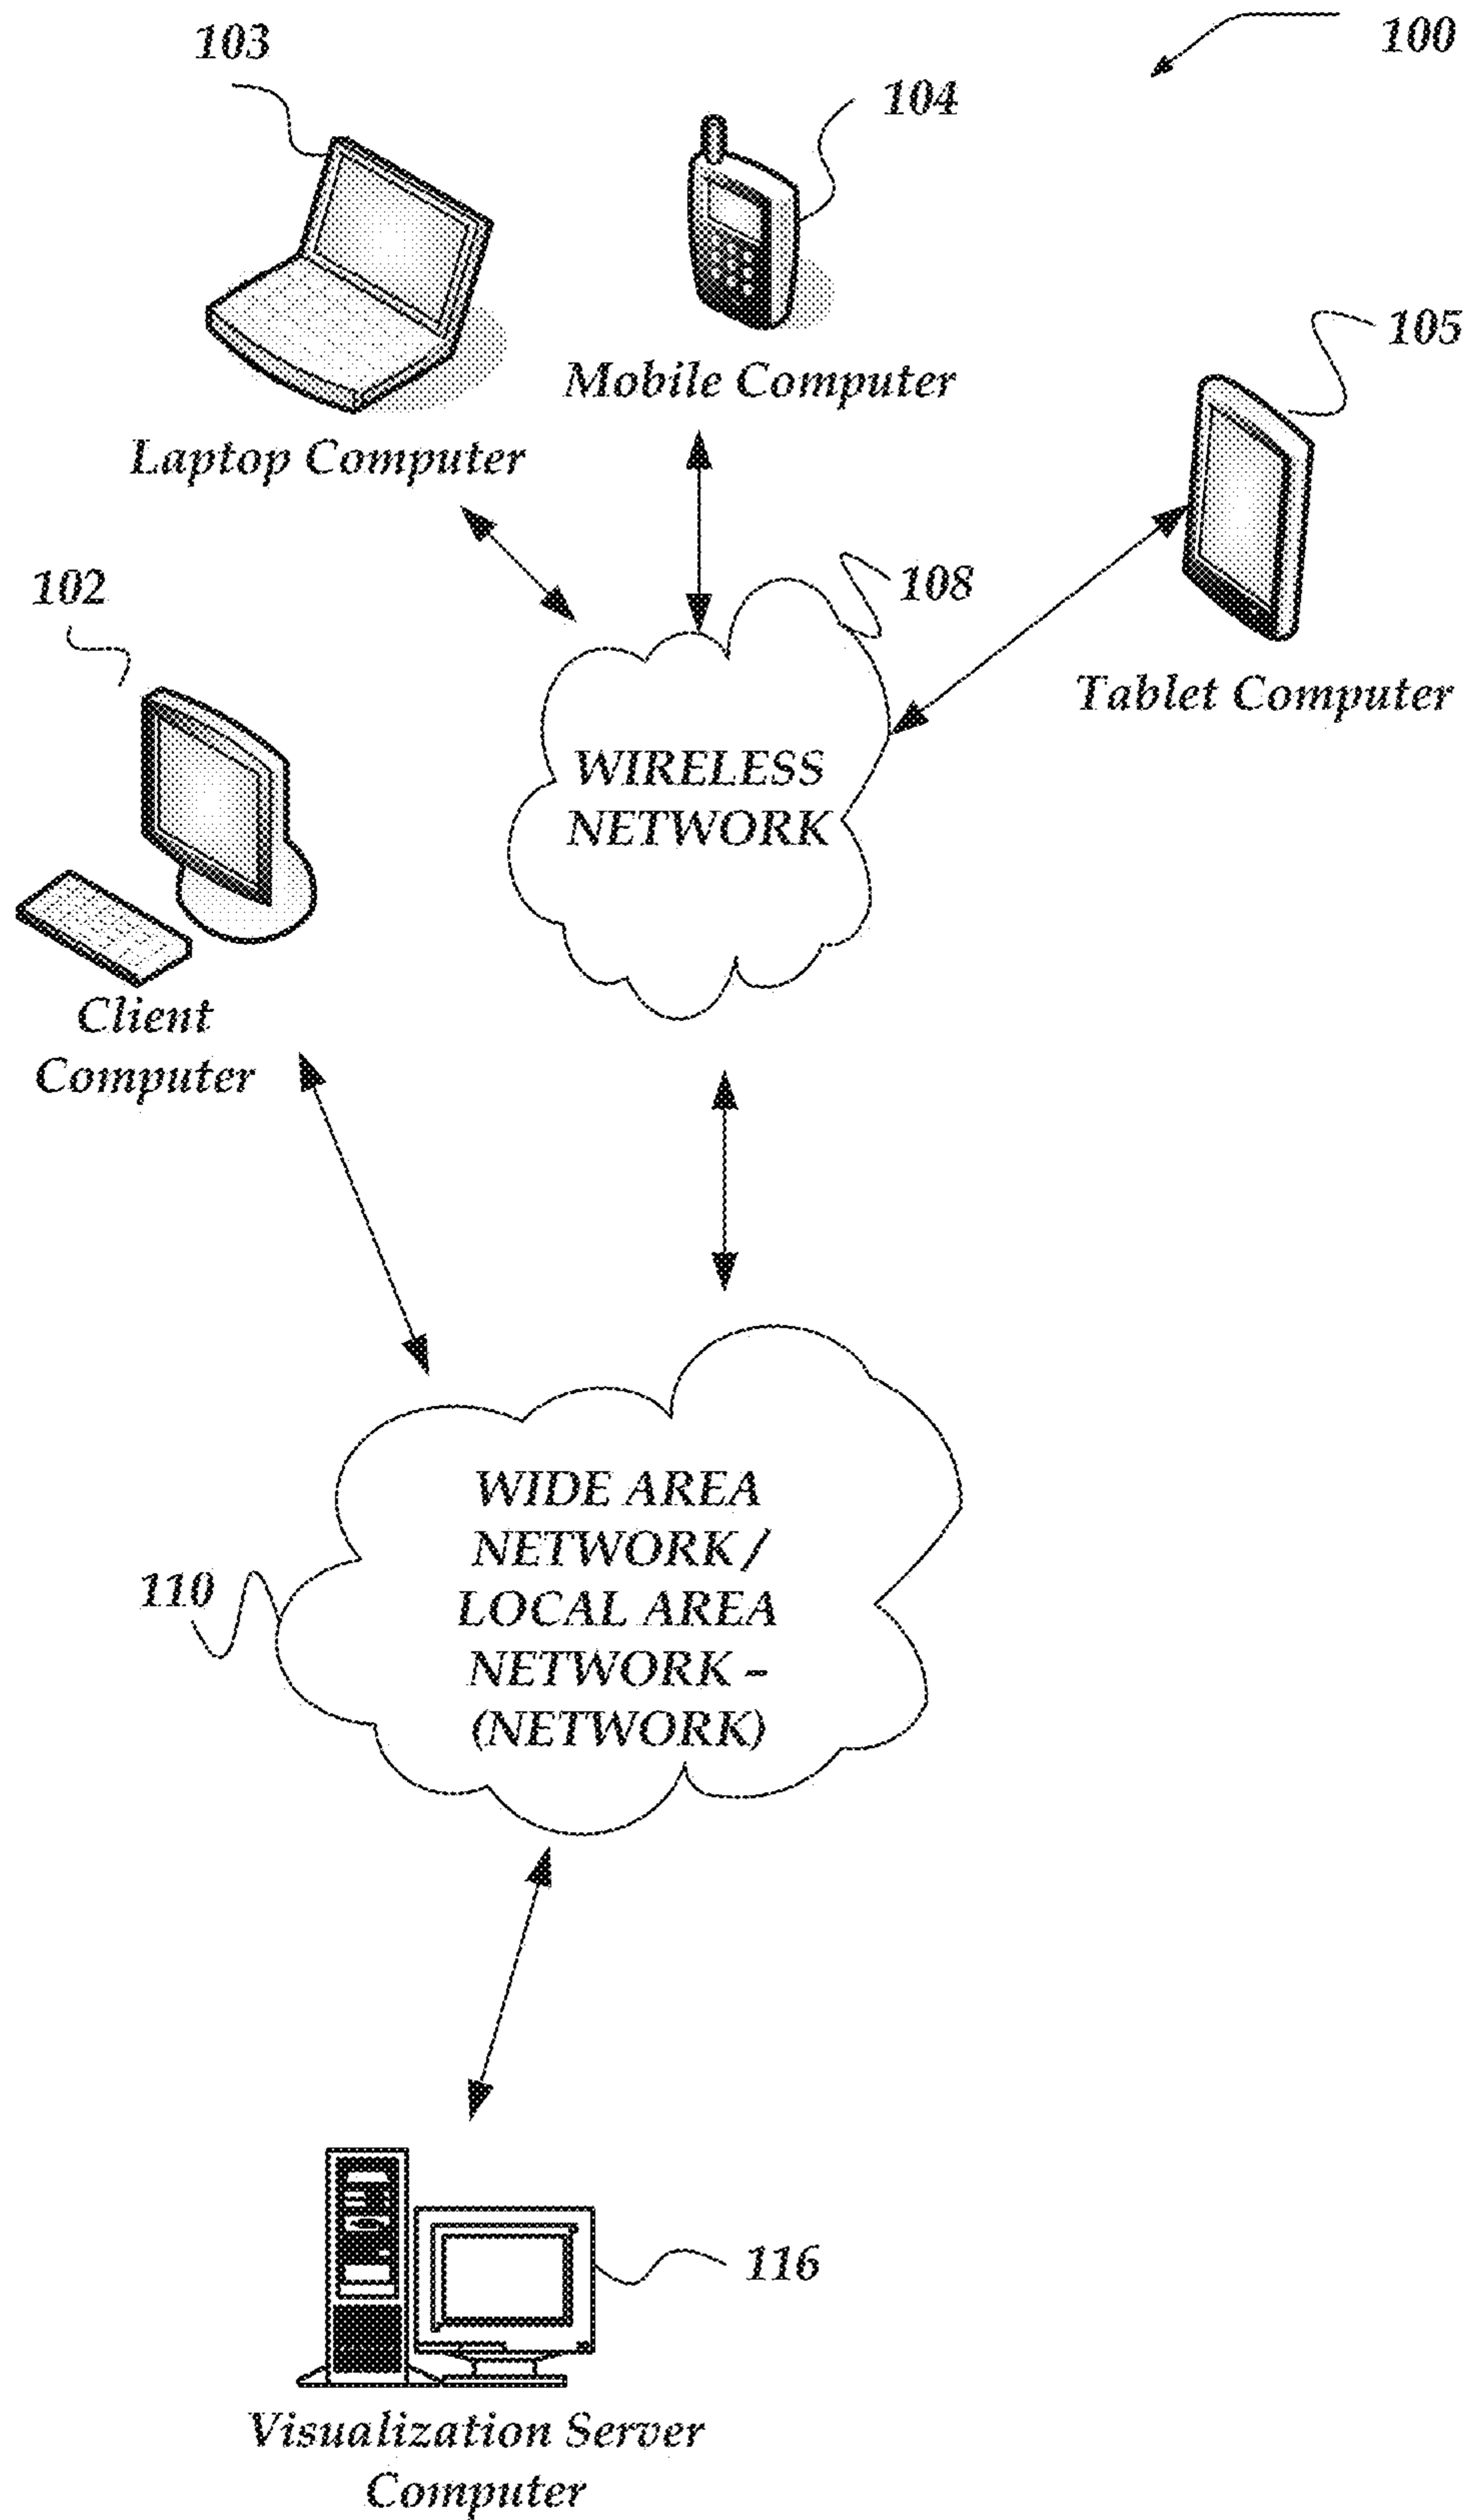 100
103
104
Mobile Computer
105
Laptop Computer
108
102
Tablet Computer
WIRELESS
NETWORK
Client
Computer
WIDE AREA
NETWORK /
LOCAL AREA
NETWORK –
(NETWORK)
110
116
Visualization Server
Computer